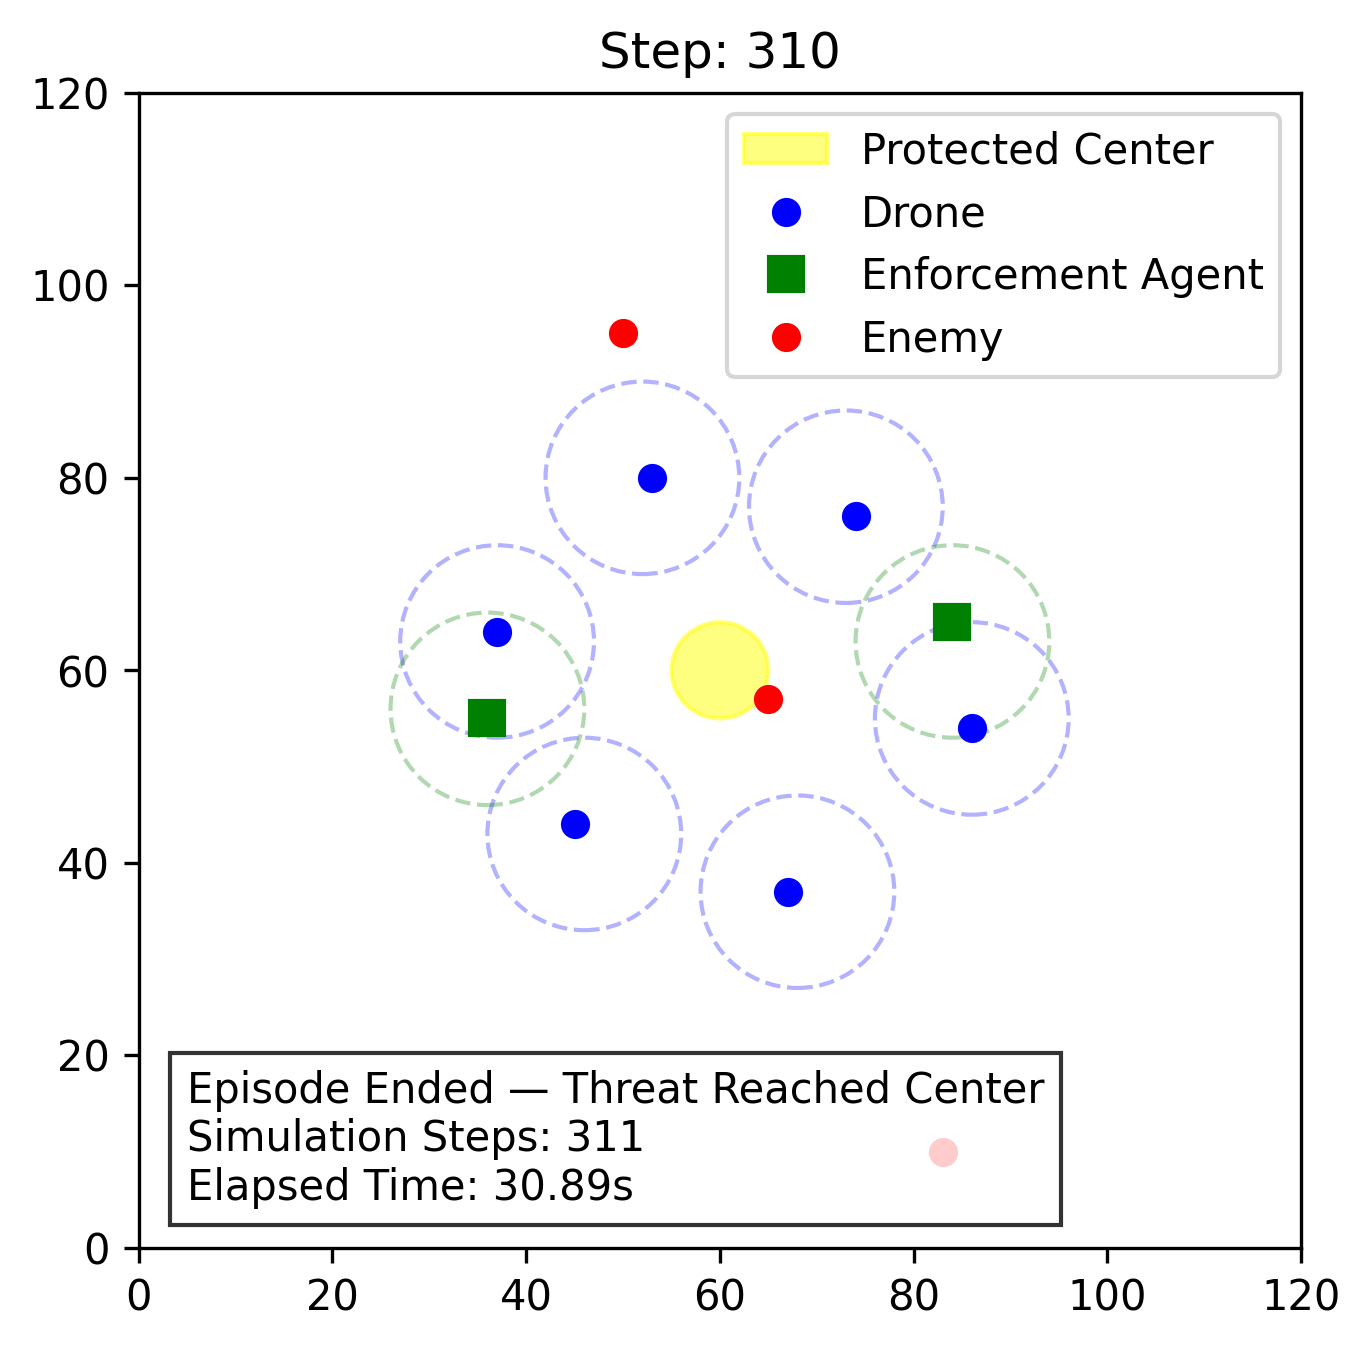 Step: 310
120
100
80
60
40
20
0
Protected Center
Drone
Enforcement Agent
Enemy
Episode Ended — Threat Reached Center
Simulation Steps: 311
Elapsed Time: 30.89s
0 20 40 60 80 100 120